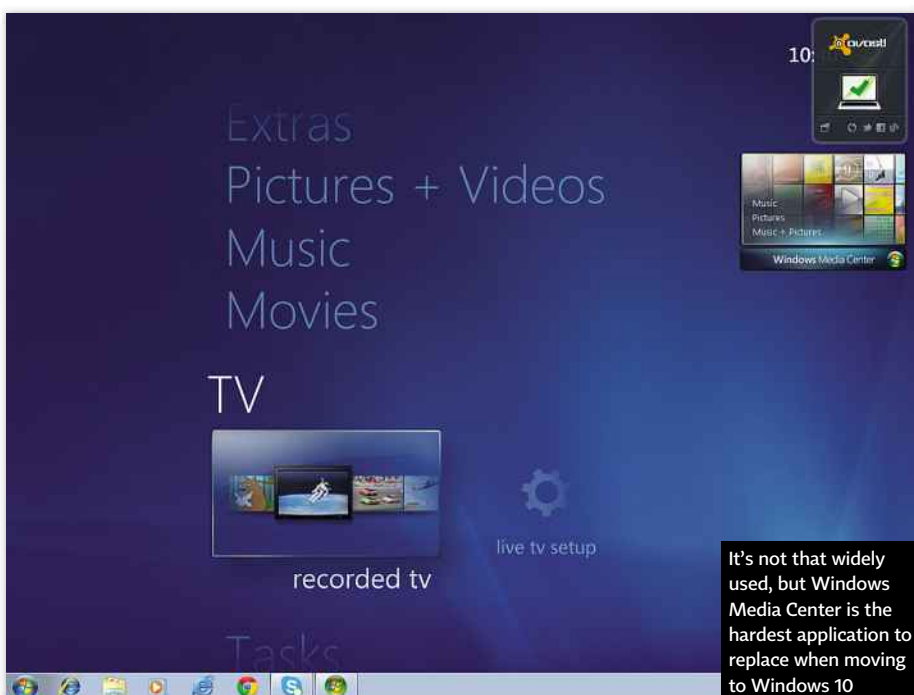 10:
avast!
Extras
Pictures + Videos
Music
Movies
TV
recorded tv
live tv setup
Tasks
Music
Pictures
Music + Pictures
Windows Media Center
It's not that widely
used, but Windows
Media Center is the
hardest application to
replace when moving
to Windows 10